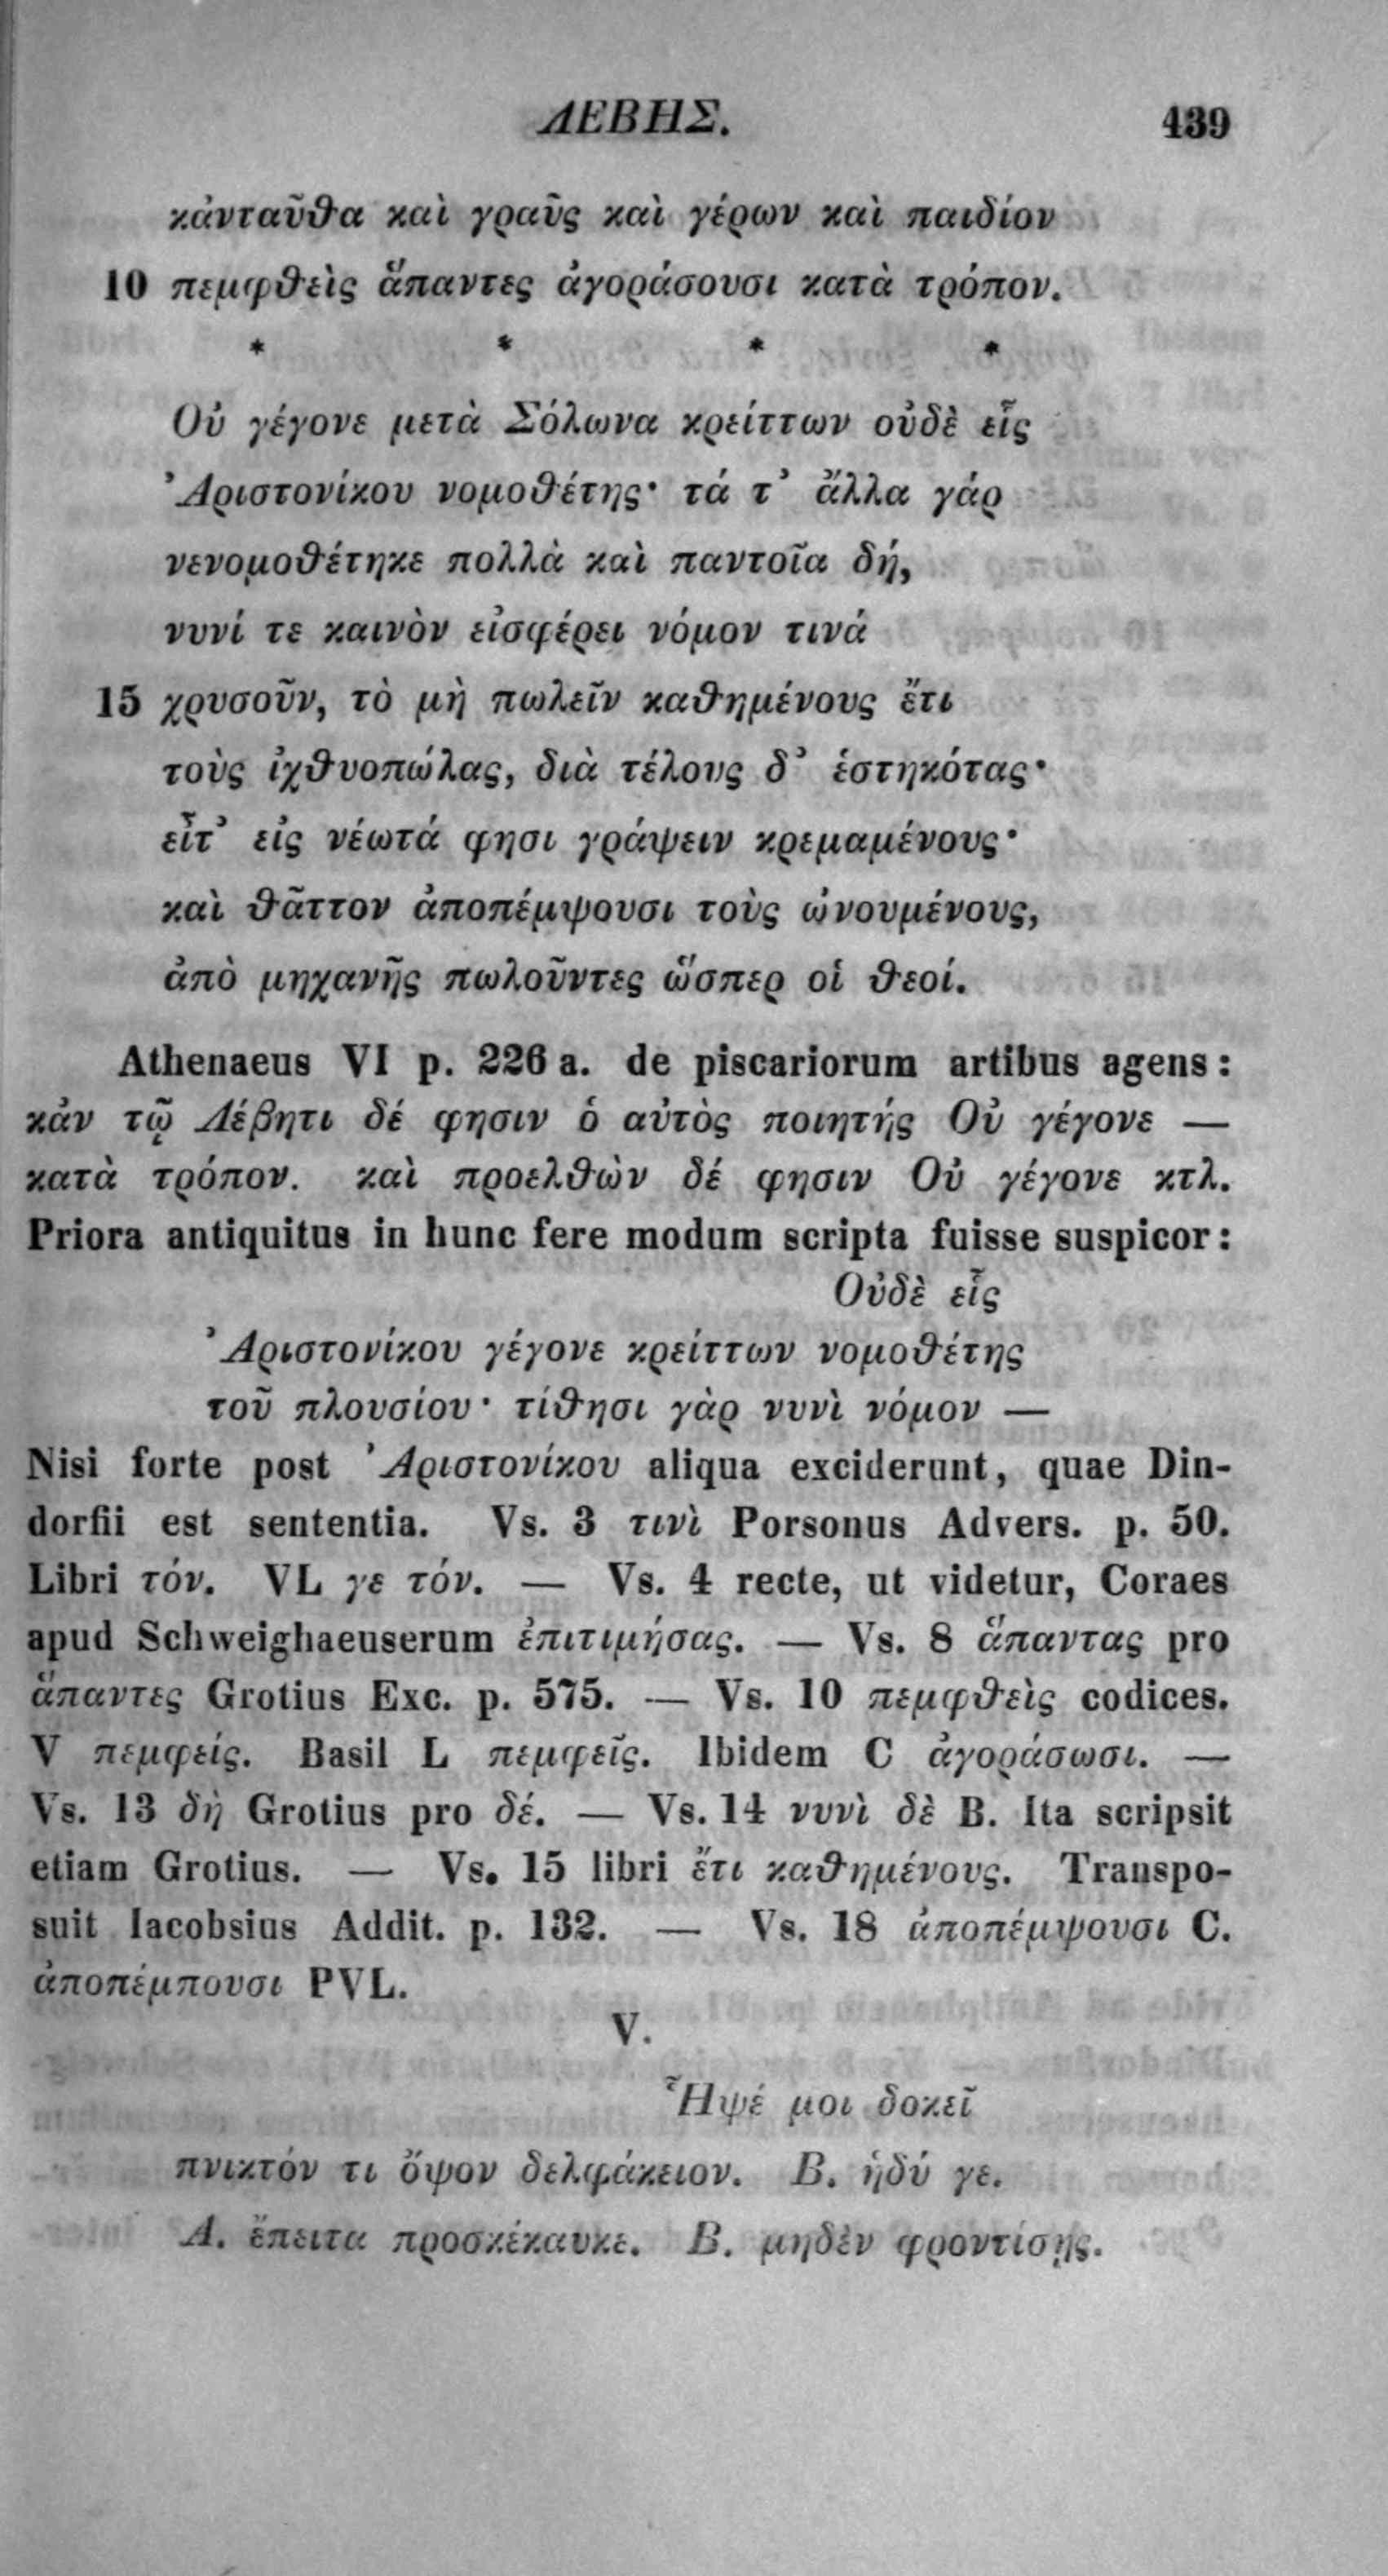 ΛΕΒΗΣ. 439
κἀνταῦθα καὶ γραῦς καὶ γέρων καὶ παιδίον
10 πεμφθεὶς ἅπαντες ἀγοράσουσι κατὰ τρόπον.
* * * *
Οὐ γέγονε μετὰ Σόλωνα κρείττων οὐδὲ εἷς
Ἀριστονίκου νομοθέτης· τά τ’ ἄλλα γάρ
νενομοθέτηκε πολλὰ καὶ παντοῖα δή,
νυνί τε καινὸν εἰσφέρει νόμον τινά
15 χρυσοῦν, τὸ μὴ πωλεῖν καθημένους ἔτι
τοὺς ἰχθυοπώλας, διὰ τέλους δ’ ἑστηκότας·
εἶτ’ εἰς νέωτά φησι γράψειν κρεμαμένους·
καὶ θᾶττον ἀποπέμψουσι τοὺς ὠνουμένους,
ἀπὸ μηχανῆς πωλοῦντες ὥσπερ οἱ θεοί.
Athenaeus VI p. 226 a. de piscariorum artibus agens:
κἀν τῷ Λέβητι δέ φησιν ὁ αὐτὸς ποιητής Οὐ γέγονε —
κατὰ τρόπον. καὶ προελθὼν δέ φησιν Οὐ γέγονε κτλ.
Priora antiquitus in hunc fere modum scripta fuisse suspicor:
Οὐδὲ εἷς
Ἀριστονίκου γέγονε κρείττων νομοθέτης
τοῦ πλουσίου· τίθησι γὰρ νυνὶ νόμον —
Nisi forte post Ἀριστονίκου aliqua exciderunt, quae Din-
dorfii est sententia. Vs. 3 τινὶ Porsonus Advers. p. 50.
Libri τόν. VL γε τόν. — Vs. 4 recte, ut videtur, Coraes
apud Schweighaeuserum ἐπιτιμήσας. — Vs. 8 ἅπαντας pro
ἅπαντες Grotius Exc. p. 575. — Vs. 10 πεμφθεὶς codices.
V πεμφείς. Basil L πεμφεῖς. Ibidem C ἀγοράσωσι. —
Vs. 13 δὴ Grotius pro δέ. — Vs. 14 νυνὶ δὲ B. Ita scripsit
etiam Grotius. — Vs. 15 libri ἔτι καθημένους. Transpo-
suit Iacobsius Addit. p. 132. — Vs. 18 ἀποπέμψουσι C.
ἀποπέμπουσι PVL.
V.
Ἧψέ μοι δοκεῖ
πνικτόν τι ὄψον δελφάκειον. Β. ἡδύ γε.
Α. ἔπειτα προσκέκαυκε. Β. μηδὲν φροντίσῃς.